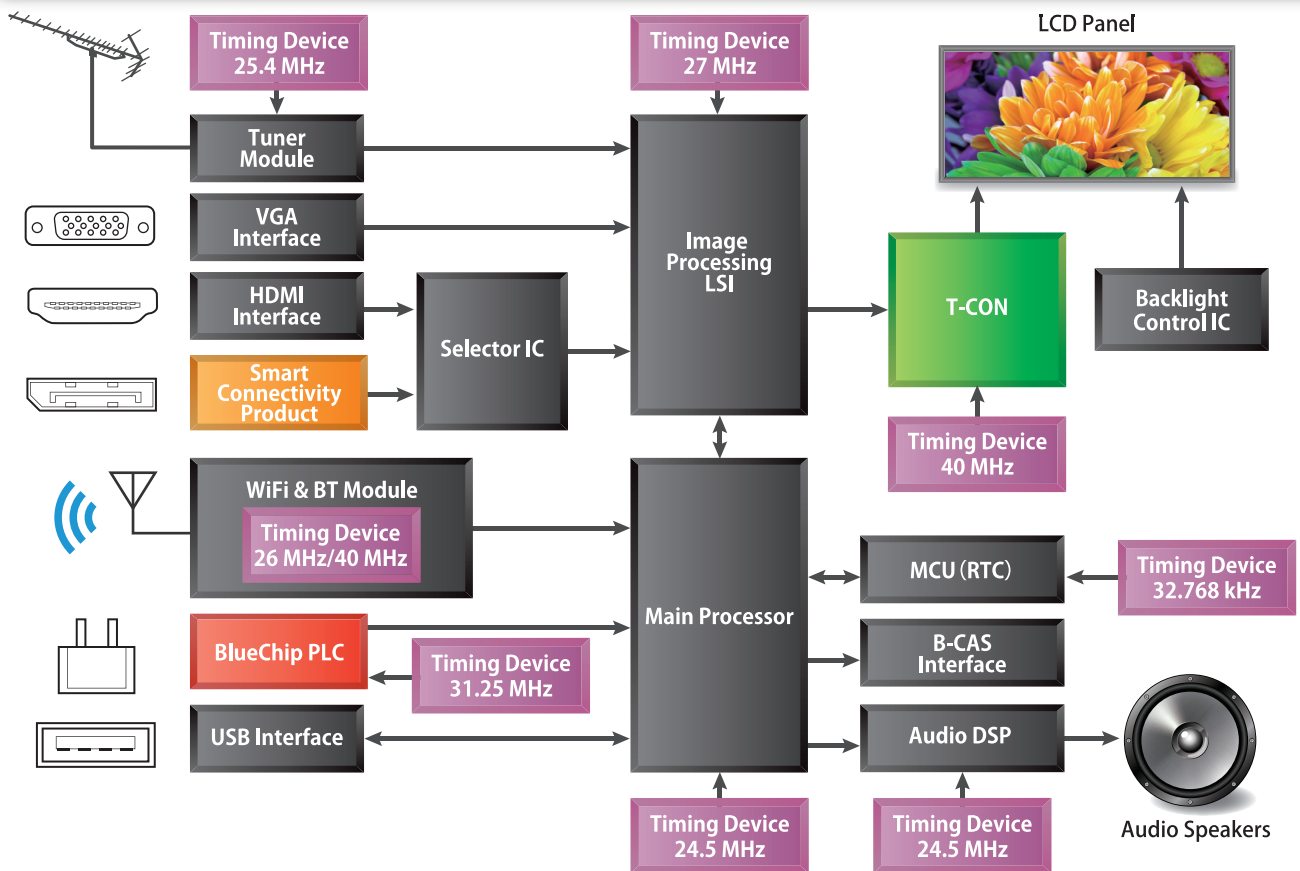 Timing Device
25.4 MHz
Timing Device
27 MHz
LCD Panel
Tuner
Module
VGA
Interface
HDMI
Interface
Smart
Connectivity
Product
Selector IC
Image
Processing
LSI
T-CON
Backlight
Control IC
Timing Device
40 MHz
WiFi & BT Module
Timing Device
26 MHz/40 MHz
BlueChip PLC
Timing Device
31.25 MHz
USB Interface
Main Processor
MCU (RTC)
Timing Device
32.768 kHz
B-CAS
Interface
Audio DSP
Audio Speakers
Timing Device
24.5 MHz
Timing Device
24.5 MHz